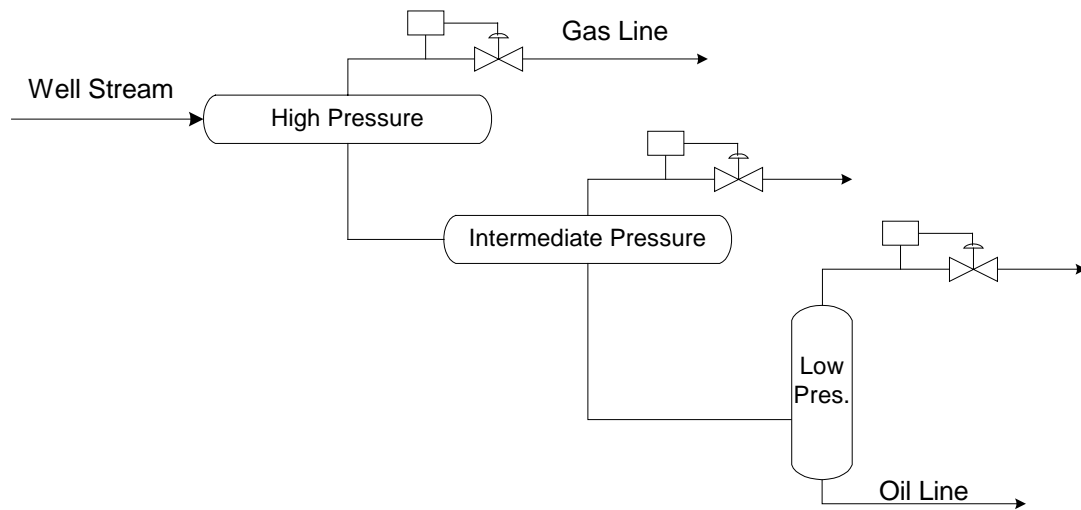 Gas Line
Well Stream
High Pressure
Intermediate Pressure
Low
Pres.
Oil Line